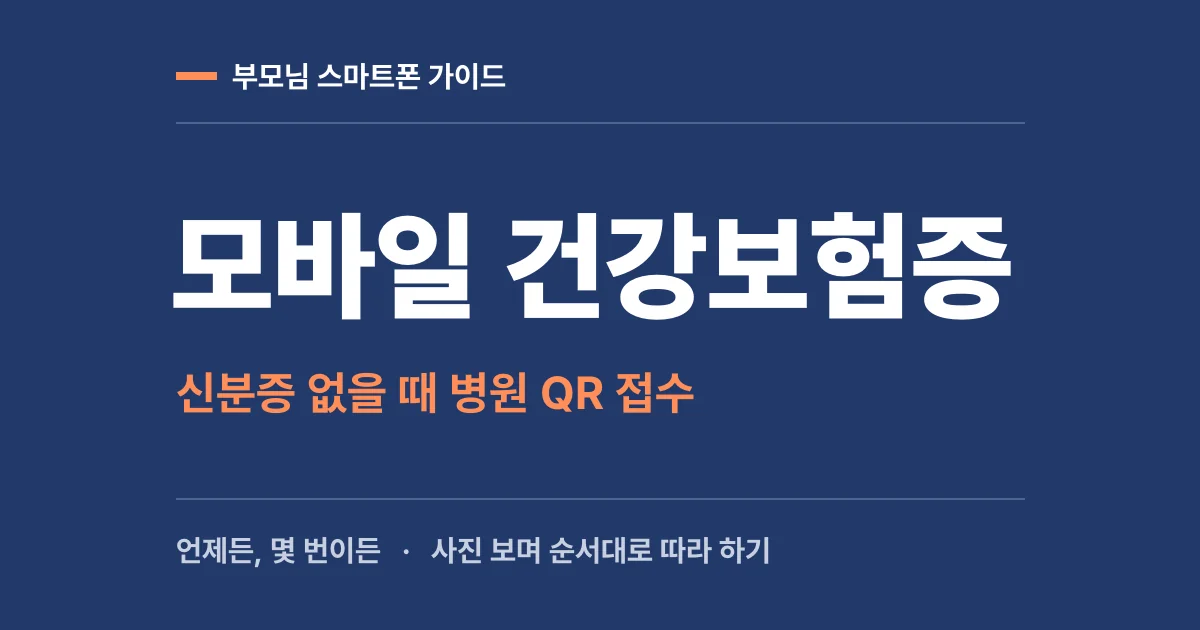 부모님 스마트폰 가이드
모바일 건강보험증
신분증 없을 때 병원 QR 접수
언제든, 몇 번이든 · 사진 보며 순서대로 따라 하기